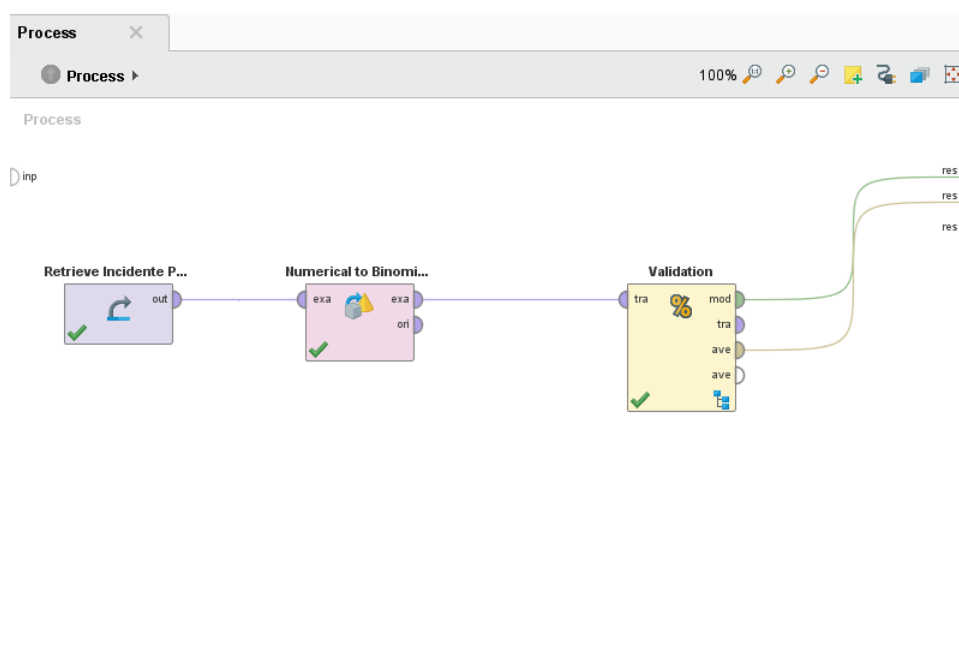 Process
Process
100%
Process
inp
res
res
res
Retrieve Incidente P...
Numerical to Binomi...
Validation
out
exa
exa
ori
tra
mod
tra
ave
ave